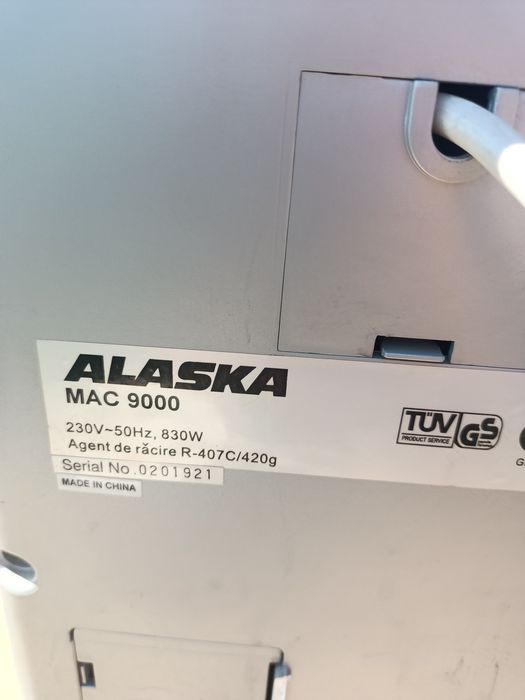 ALASKA
MAC 9000
230V~50Hz, 830W
Agent de răcire R-407C/420g
Serial No.0201921
MADE IN CHINA
TÜV
PRODUCT SERVICE
GS